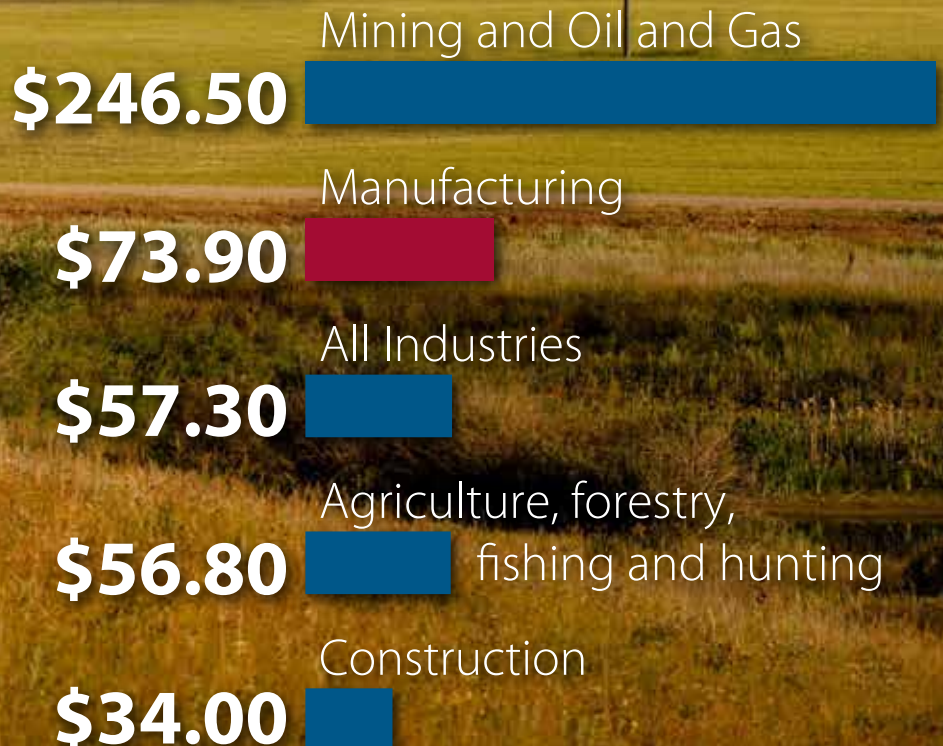 Mining and Oil and Gas
$246.50
Manufacturing
$73.90
All Industries
$57.30
Agriculture, forestry,
$56.80 fishing and hunting
Construction
$34.00